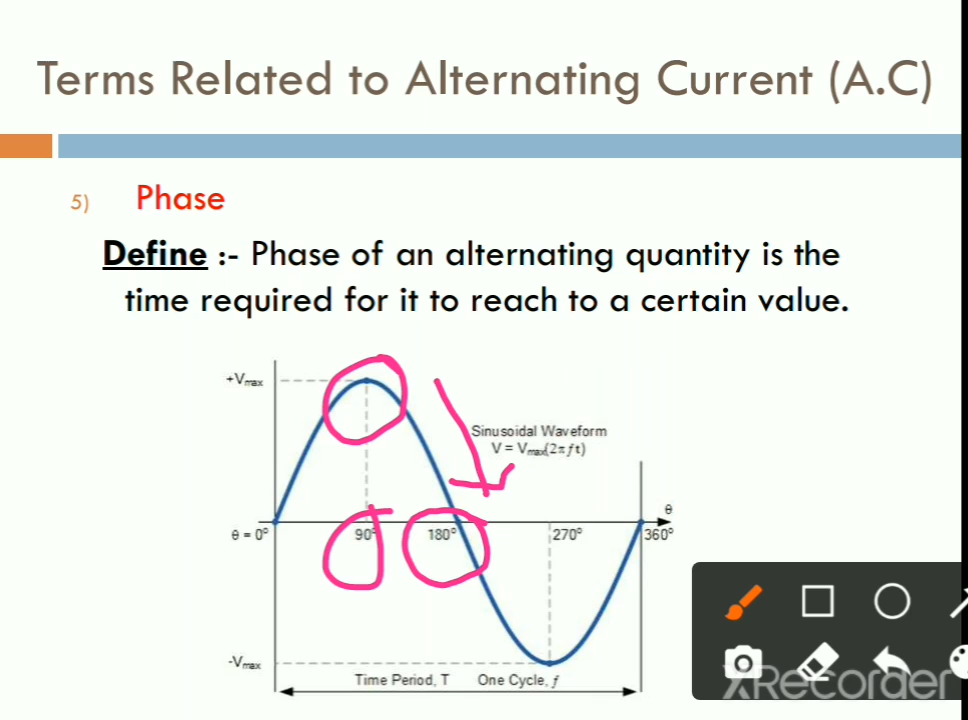 Terms Related to Alternating Current (A.C)
5) Phase
Define :- Phase of an alternating quantity is the
time required for it to reach to a certain value.
+Vmax
Sinusoidal Waveform
V = Vmax(2πft)
θ
θ = 0° 90° 180° 270° 360°
-Vmax
Time Period, T One Cycle, f
XRecorder